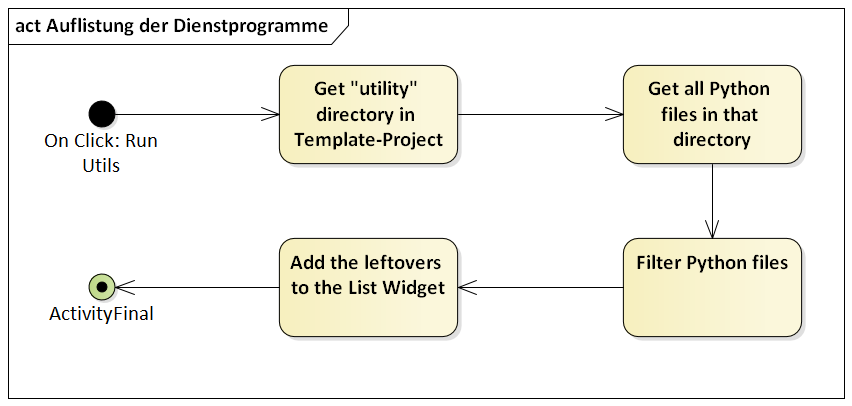 act Auflistung der Dienstprogramme
On Click: Run
Utils
Get "utility"
directory in
Template-Project
Get all Python
files in that
directory
Filter Python files
Add the leftovers
to the List Widget
ActivityFinal